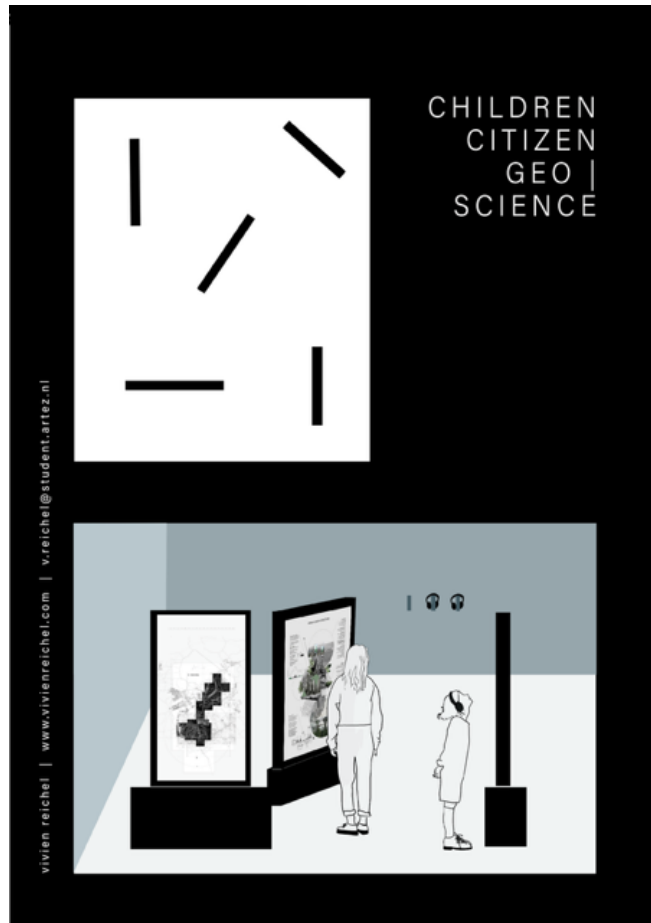 CHILDREN
CITIZEN
GEO |
SCIENCE
vivien reichel | www.vivienreichel.com | v.reichel@student.artez.nl